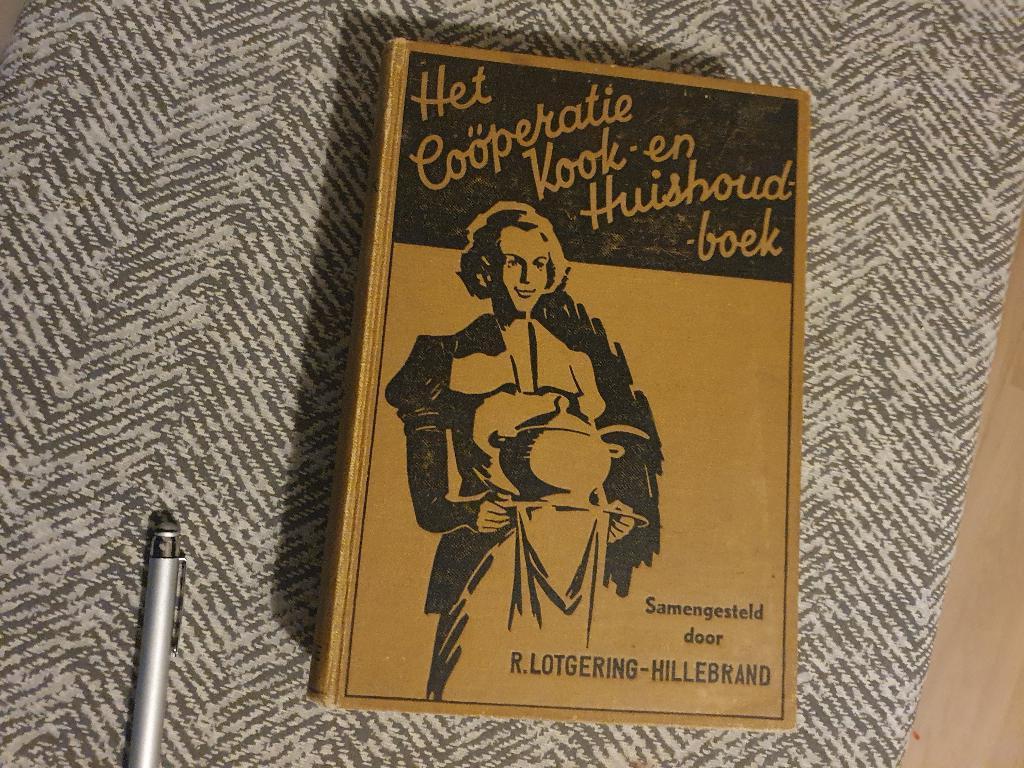 Het
Coöperatie
Kook- en
Huishoud-
-boek
Samengesteld
door
R. LOTGERING-HILLEBRAND